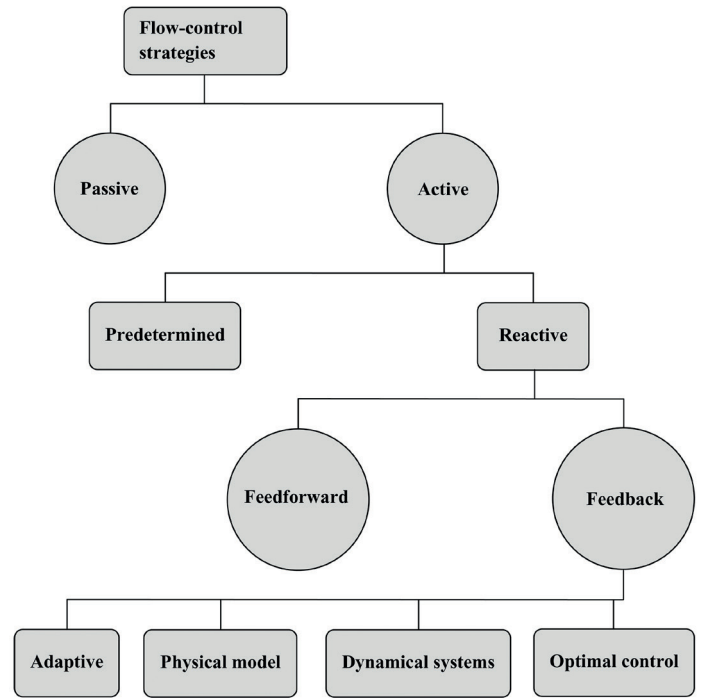 Flow-control
strategies
Passive
Active
Predetermined
Reactive
Feedforward
Feedback
Adaptive
Physical model
Dynamical systems
Optimal control